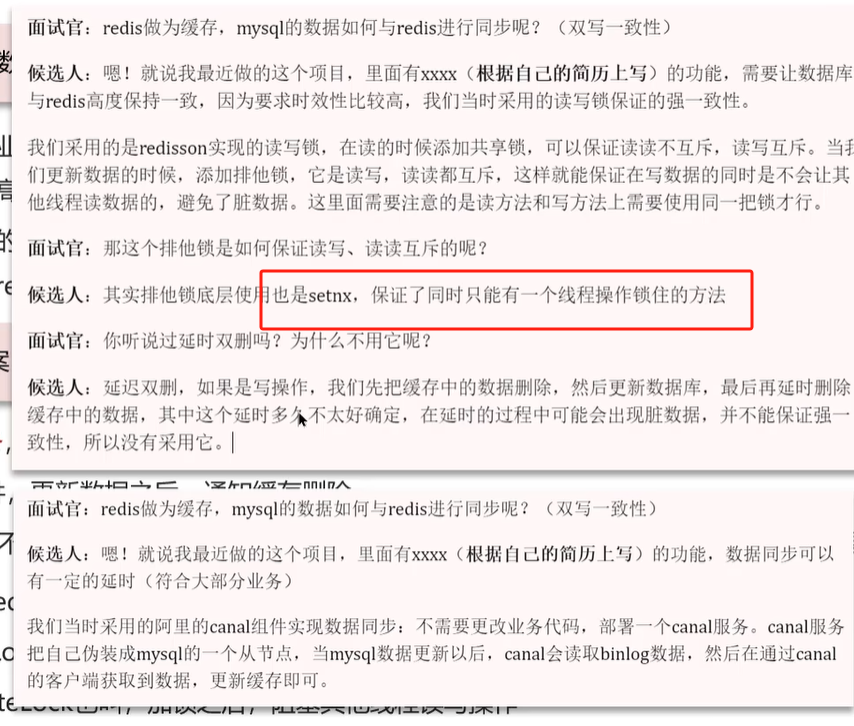 面试官：redis做为缓存，mysql的数据如何与redis进行同步呢？（双写一致性）
候选人：嗯！就说我最近做的这个项目，里面有xxxx（根据自己的简历上写）的功能，需要让数据库
与redis高度保持一致，因为要求时效性比较高，我们当时采用的读写锁保证的强一致性。
我们采用的是redisson实现的读写锁，在读的时候添加共享锁，可以保证读读不互斥，读写互斥。当我
们更新数据的时候，添加排他锁，它是读写，读读都互斥，这样就能保证在写数据的同时是不会让其
他线程读数据的，避免了脏数据。这里面需要注意的是读方法和写方法上需要使用同一把锁才行。
面试官：那这个排他锁是如何保证读写、读读互斥的呢？
候选人：其实排他锁底层使用也是setnx，保证了同时只能有一个线程操作锁住的方法
面试官：你听说过延时双删吗？为什么不用它呢？
候选人：延迟双删，如果是写操作，我们先把缓存中的数据删除，然后更新数据库，最后再延时删除
缓存中的数据，其中这个延时多久不太好确定，在延时的过程中可能会出现脏数据，并不能保证强一
致性，所以没有采用它。
面试官：redis做为缓存，mysql的数据如何与redis进行同步呢？（双写一致性）
候选人：嗯！就说我最近做的这个项目，里面有xxxx（根据自己的简历上写）的功能，数据同步可以
有一定的延时（符合大部分业务）
我们当时采用的阿里的canal组件实现数据同步：不需要更改业务代码，部署一个canal服务。canal服务
把自己伪装成mysql的一个从节点，当mysql数据更新以后，canal会读取binlog数据，然后在通过canal
的客户端获取到数据，更新缓存即可。